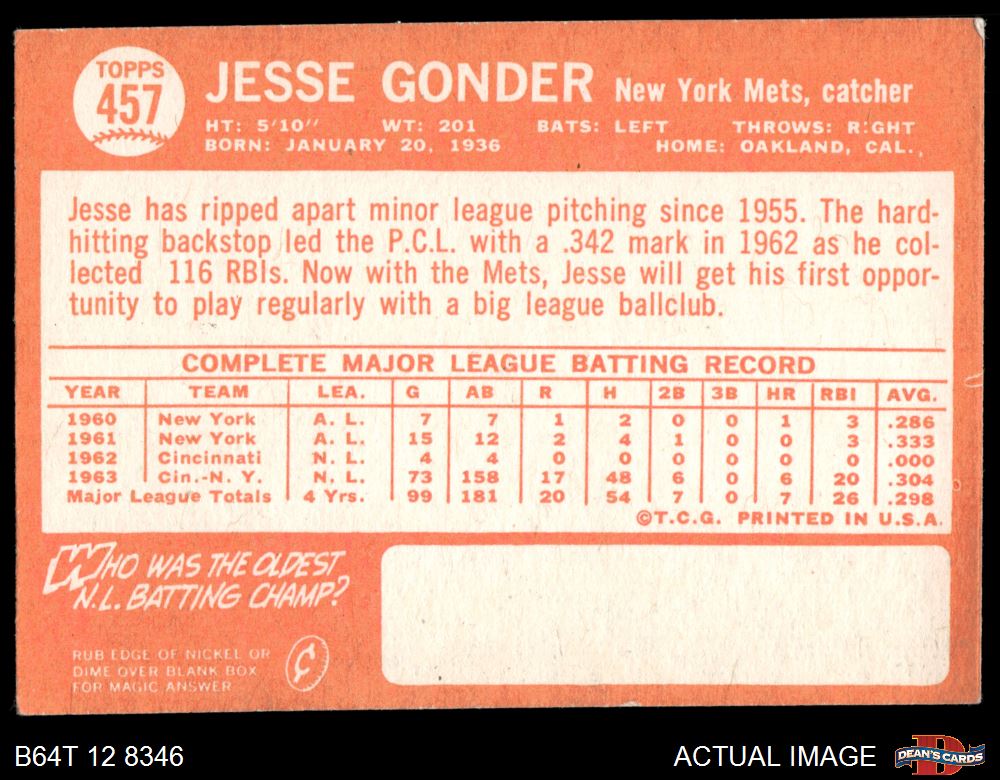 TOPPS
457
JESSE GONDER New York Mets, catcher
HT: 5'10" WT: 201 BATS: LEFT THROWS: RIGHT
BORN: JANUARY 20, 1936 HOME: OAKLAND, CAL.
Jesse has ripped apart minor league pitching since 1955. The hard-
hitting backstop led the P.C.L. with a .342 mark in 1962 as he col-
lected 116 RBIs. Now with the Mets, Jesse will get his first oppor-
tunity to play regularly with a big league ballclub.
COMPLETE MAJOR LEAGUE BATTING RECORD
YEAR TEAM LEA. G AB R H 2B 3B HR RBI AVG.
1960 New York A. L. 7 7 1 2 0 0 1 3 .286
1961 New York A. L. 15 12 2 4 1 0 0 3 .333
1962 Cincinnati N. L. 4 4 0 0 0 0 0 0 .000
1963 Cin.-N. Y. N. L. 73 158 17 48 6 0 6 20 .304
Major League Totals 4 Yrs. 99 181 20 54 7 0 7 26 .298
©T.C.G. PRINTED IN U.S.A.
WHO WAS THE OLDEST
N.L. BATTING CHAMP?
RUB EDGE OF NICKEL OR
DIME OVER BLANK BOX
FOR MAGIC ANSWER
¢
B64T 12 8346 ACTUAL IMAGE
D
DEAN'S CARDS